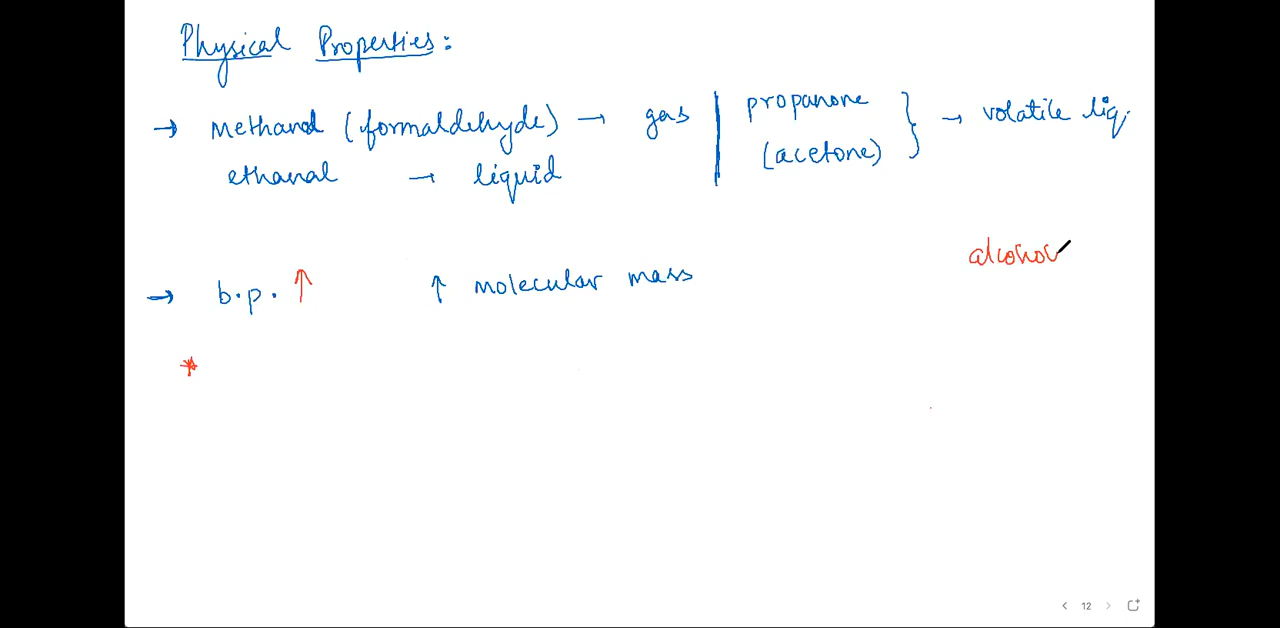 Physical Properties:
→ Methanal (formaldehyde) → gas | propanone } → volatile liq.
(acetone)
ethanal → liquid
alcohol
→ b.p. ↑ ↑ molecular mass
*
< 12 >